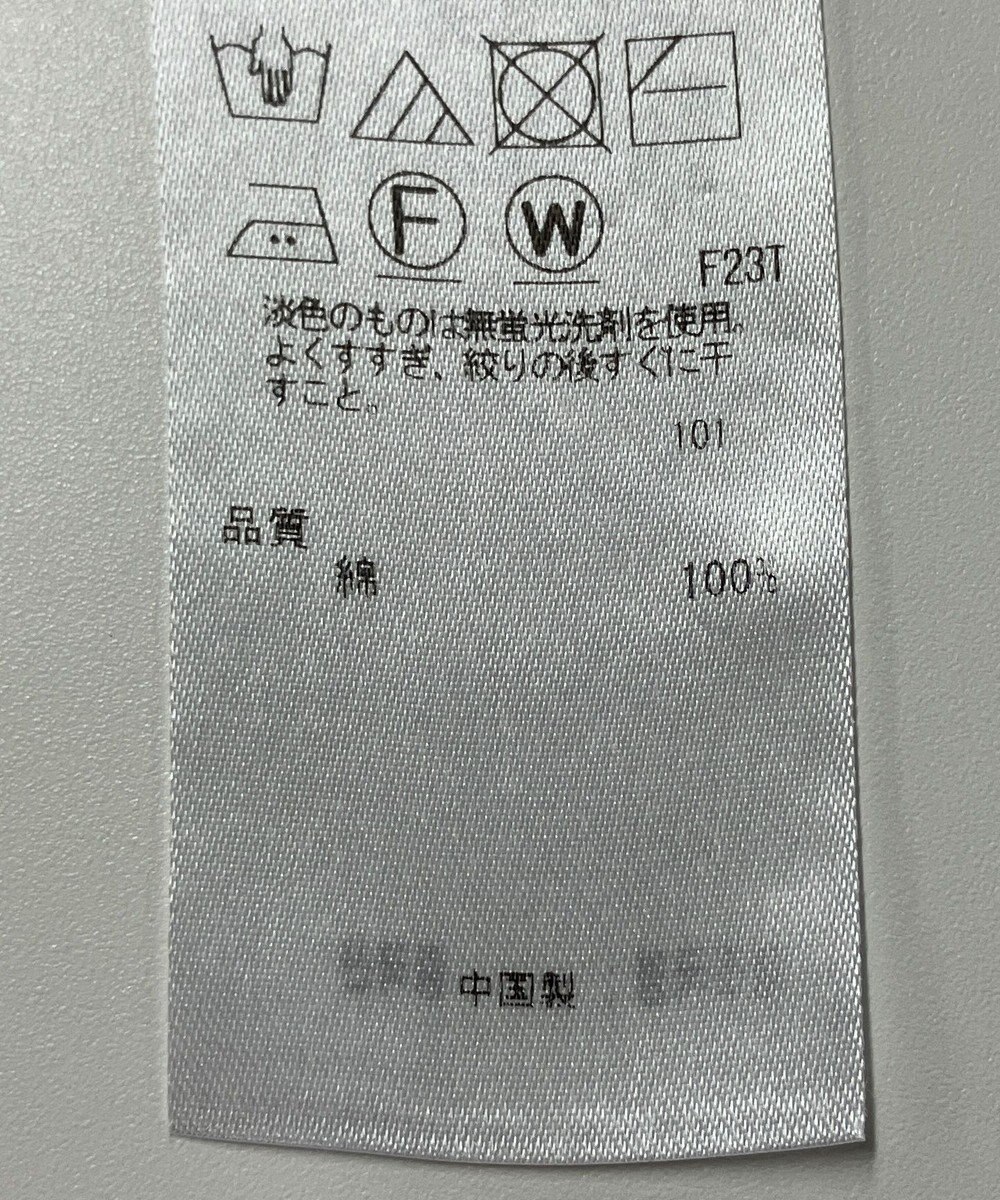 F W
F23T
淡色のものは無蛍光洗剤を使用。
よくすすぎ、絞りの後すぐに干
すこと。
101
品質
綿 100%
中国製